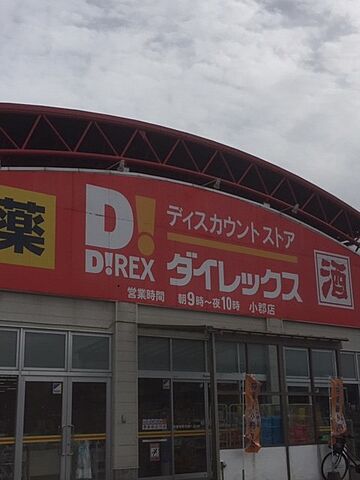 薬
D!
D!REX
ディスカウントストア
ダイレックス
営業時間 朝9時～夜10時 小郡店
酒